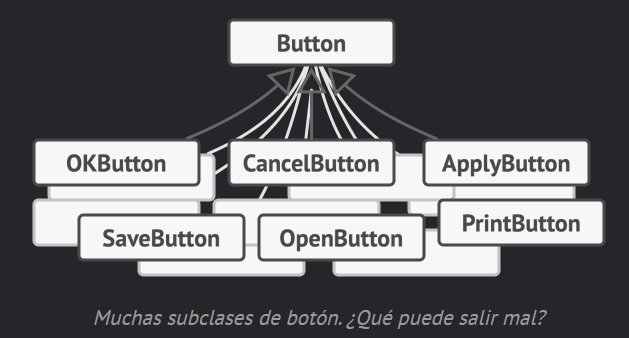 Button
OKButton
CancelButton
ApplyButton
SaveButton
OpenButton
PrintButton
Muchas subclases de botón. ¿Qué puede salir mal?